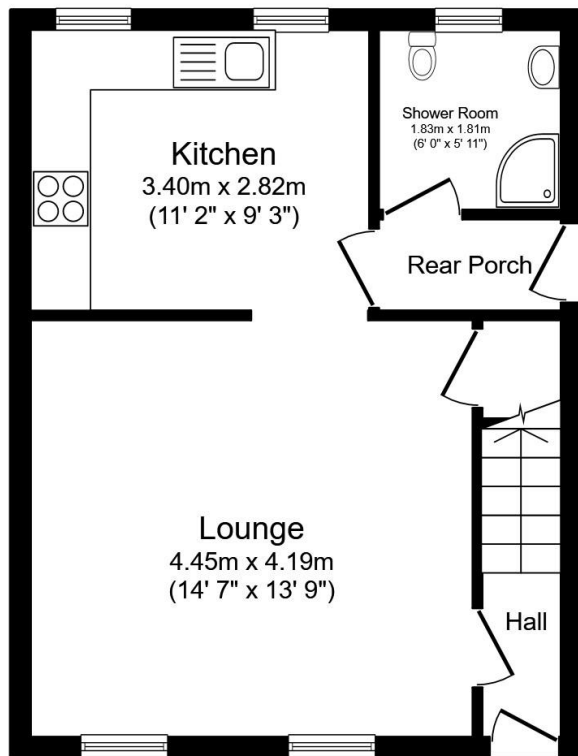 Shower Room
1.83m x 1.81m
(6' 0" x 5' 11")
Kitchen
3.40m x 2.82m
(11' 2" x 9' 3")
Rear Porch
Lounge
4.45m x 4.19m
(14' 7" x 13' 9")
Hall